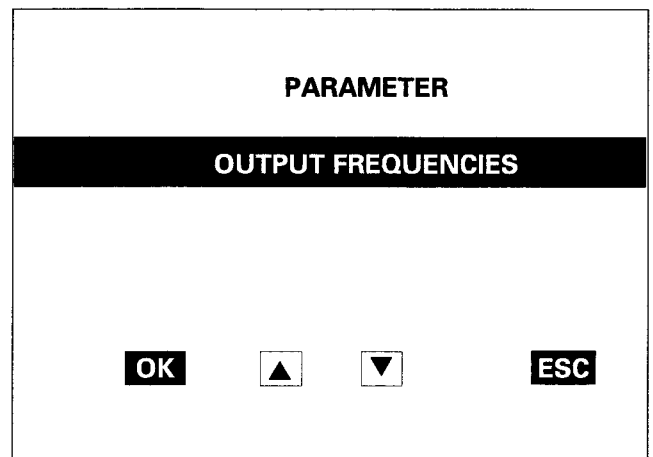 PARAMETER
OUTPUT FREQUENCIES
OK ▲ ▼ ESC